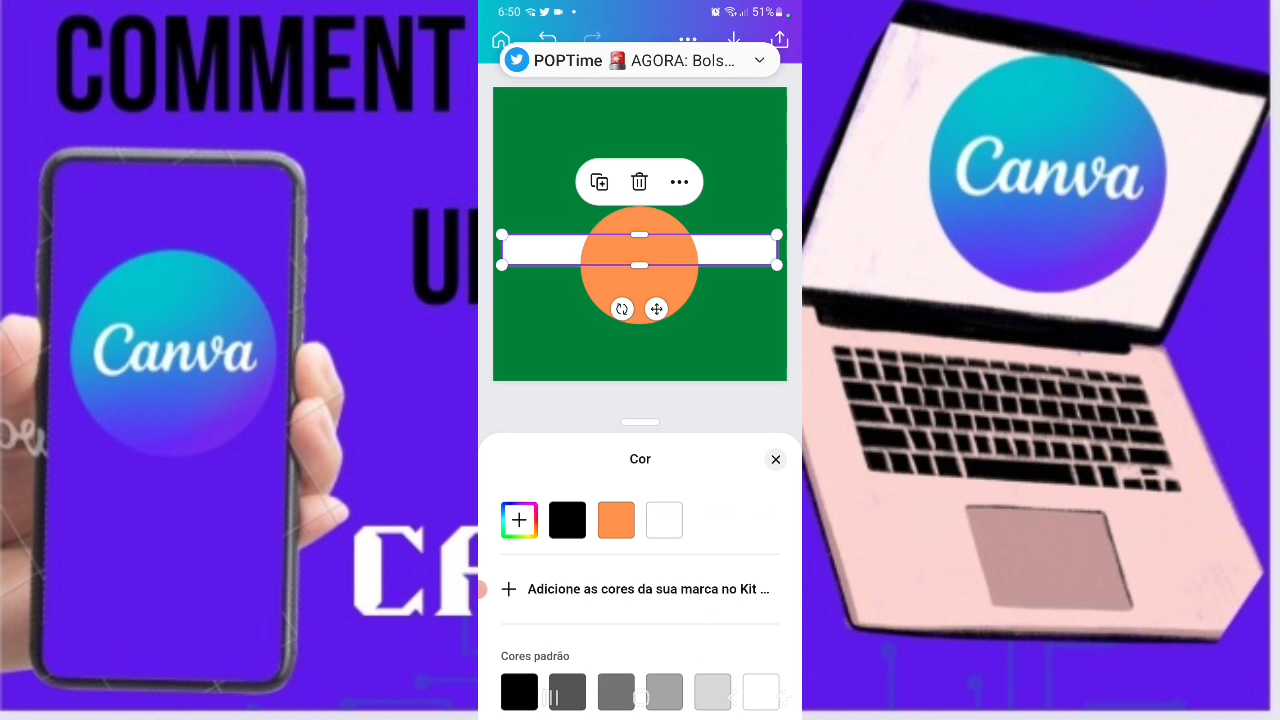 COMMENT
6:50
51%
POPTime 🚨 AGORA: Bols...
Canva
Canva
Cor
Adicione as cores da sua marca no Kit ...
Cores padrão